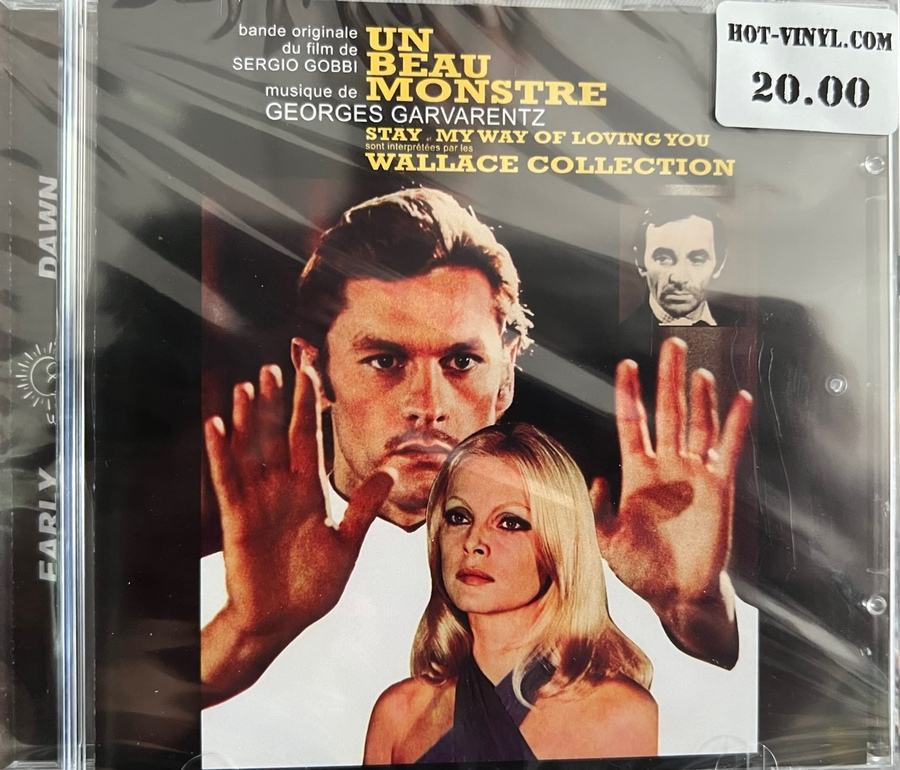 bande originale
du film de
SERGIO GOBBI
UN
BEAU
MONSTRE
musique de
GEORGES GARVARENTZ
STAY . MY WAY OF LOVING YOU
sont interprétées par les
WALLACE COLLECTION
HOT-VINYL.COM
20.00
EARLY DAWN